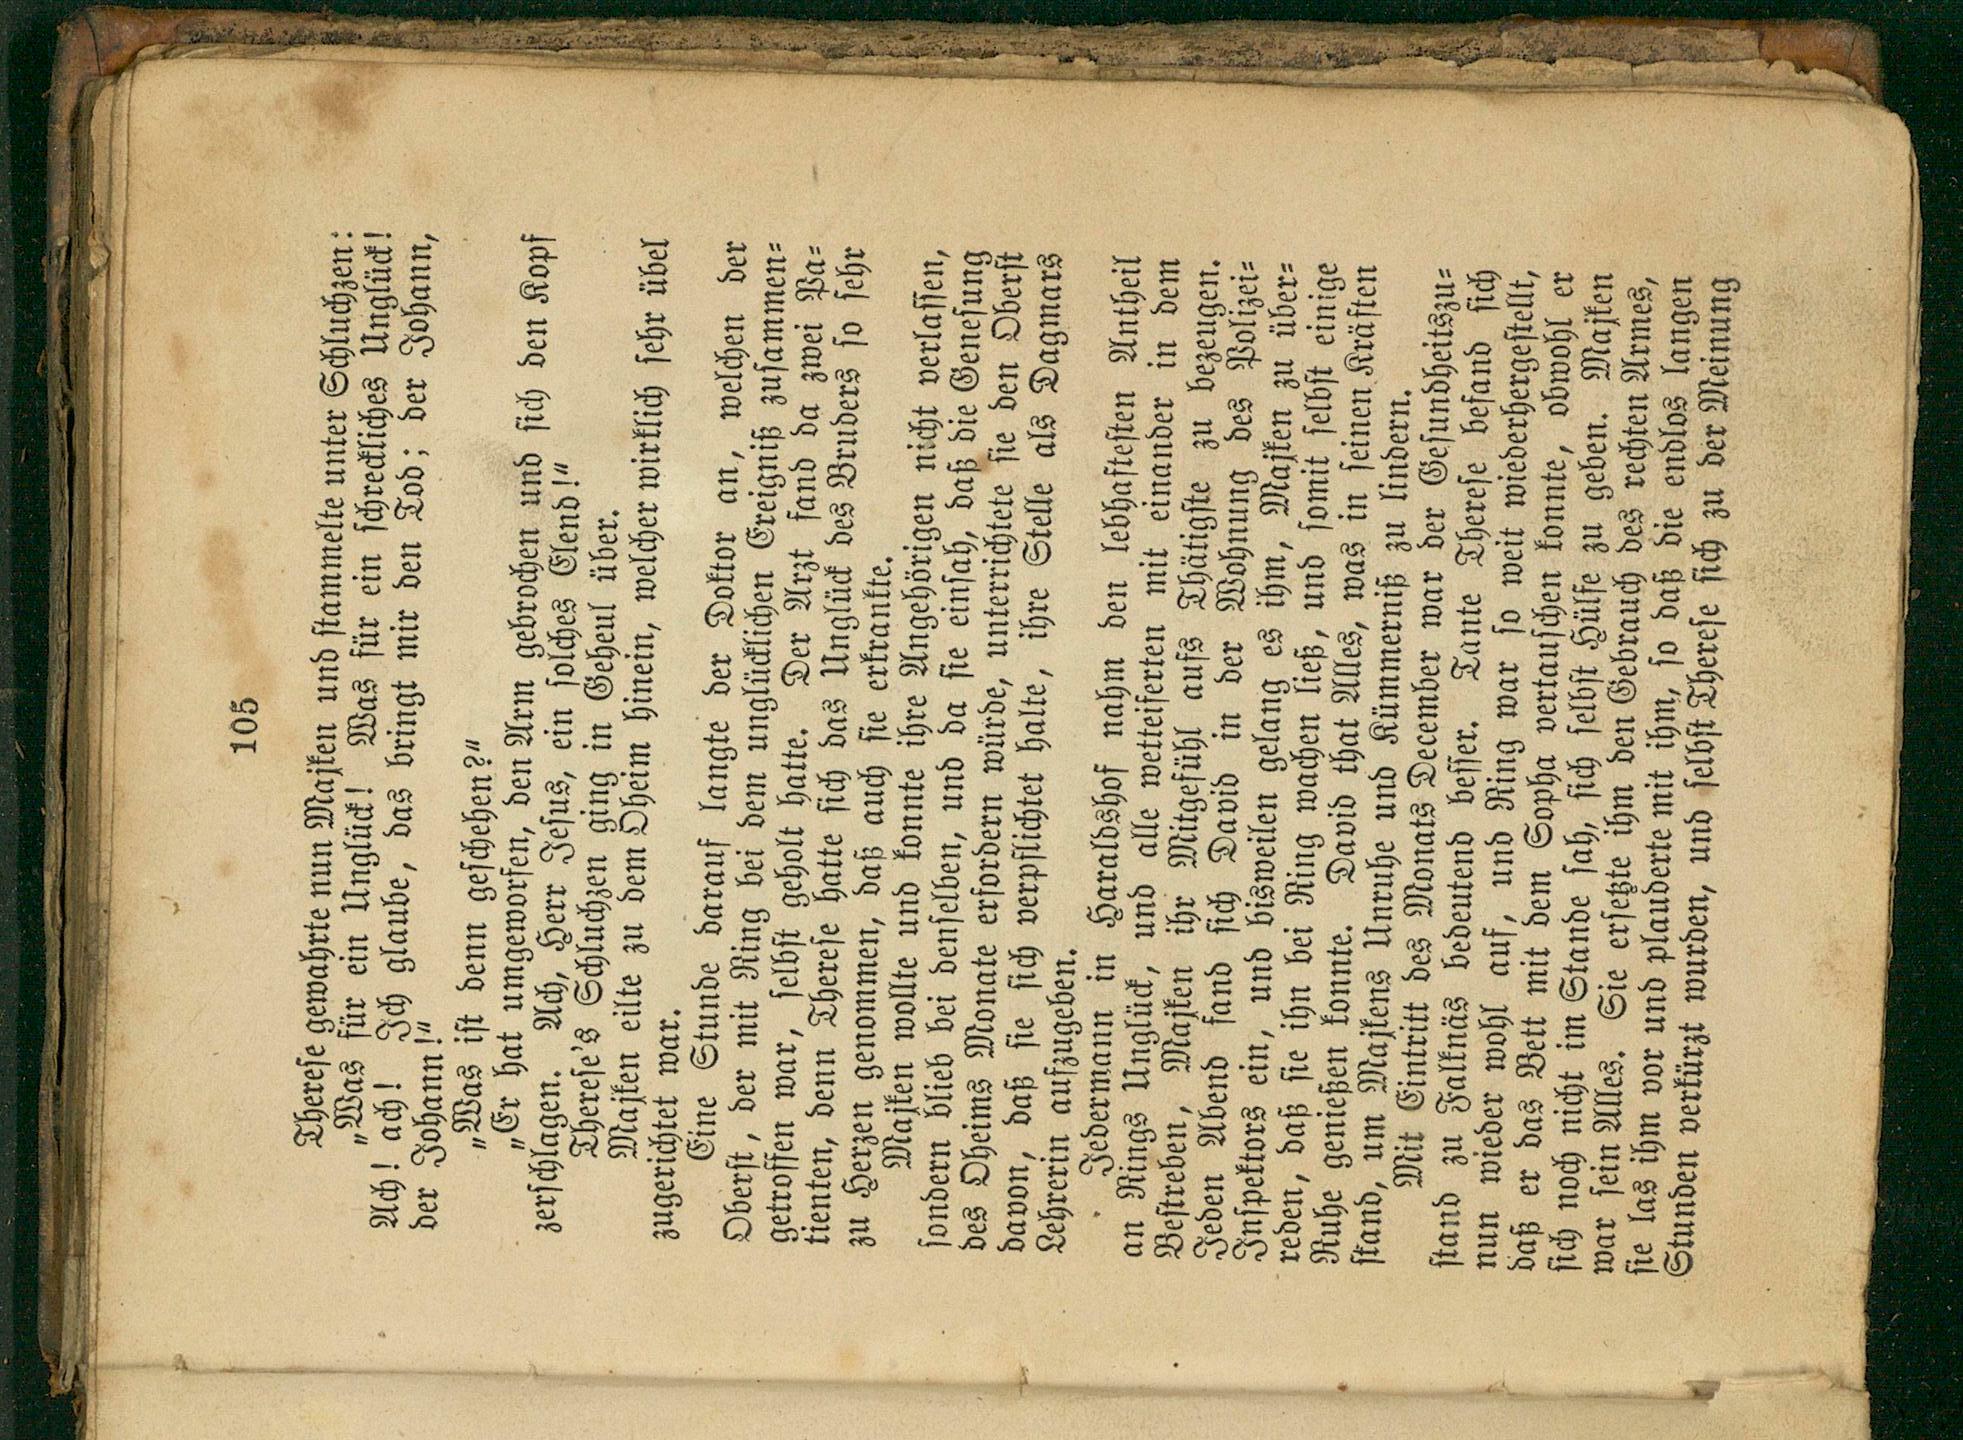 105
Therese gewahrte nun Majken und stammelte unter Schluchzen:
„Was für ein Unglück! Was für ein schreckliches Unglück!
Ach! ach! Ich glaube, das bringt mir den Tod; der Johann,
der Johann!“
„Was ist denn geschehen?“
„Er hat umgeworfen, den Arm gebrochen und sich den Kopf
zerschlagen. Ach, Herr Jesus, ein solches Elend!“
Therese's Schluchzen ging in Geheul über.
Majken eilte zu dem Oheim hinein, welcher wirklich sehr übel
zugerichtet war.
Eine Stunde darauf langte der Doktor an, welchen der
Oberst, der mit Ring bei dem unglücklichen Ereigniß zusammen-
getroffen war, selbst geholt hatte. Der Arzt fand da zwei Pa-
tienten, denn Therese hatte sich das Unglück des Bruders so sehr
zu Herzen genommen, daß auch sie erkrankte.
Majken wollte und konnte ihre Angehörigen nicht verlassen,
sondern blieb bei denselben, und da sie einsah, daß die Genesung
des Oheims Monate erfordern würde, unterrichtete sie den Oberst
davon, daß sie sich verpflichtet halte, ihre Stelle als Dagmars
Lehrerin aufzugeben.
Jedermann in Haraldshof nahm den lebhaftesten Antheil
an Rings Unglück, und alle wetteiferten mit einander in dem
Bestreben, Majken ihr Mitgefühl aufs Thätigste zu bezeugen.
Jeden Abend fand sich David in der Wohnung des Polizei-
Inspektors ein, und bisweilen gelang es ihm, Majken zu über-
reden, daß sie ihn bei Ring wachen ließ, und somit selbst einige
Ruhe genießen konnte. David that Alles, was in seinen Kräften
stand, um Majkens Unruhe und Kümmerniß zu lindern.
Mit Eintritt des Monats December war der Gesundheitszu-
stand zu Falknäs bedeutend besser. Tante Therese befand sich
nun wieder wohl auf, und Ring war so weit wiederhergestellt,
daß er das Bett mit dem Sopha vertauschen konnte, obwohl er
sich noch nicht im Stande sah, sich selbst Hülfe zu geben. Majken
war sein Alles. Sie ersetzte ihm den Gebrauch des rechten Armes,
sie las ihm vor und plauderte mit ihm, so daß die endlos langen
Stunden verkürzt wurden, und selbst Therese sich zu der Meinung